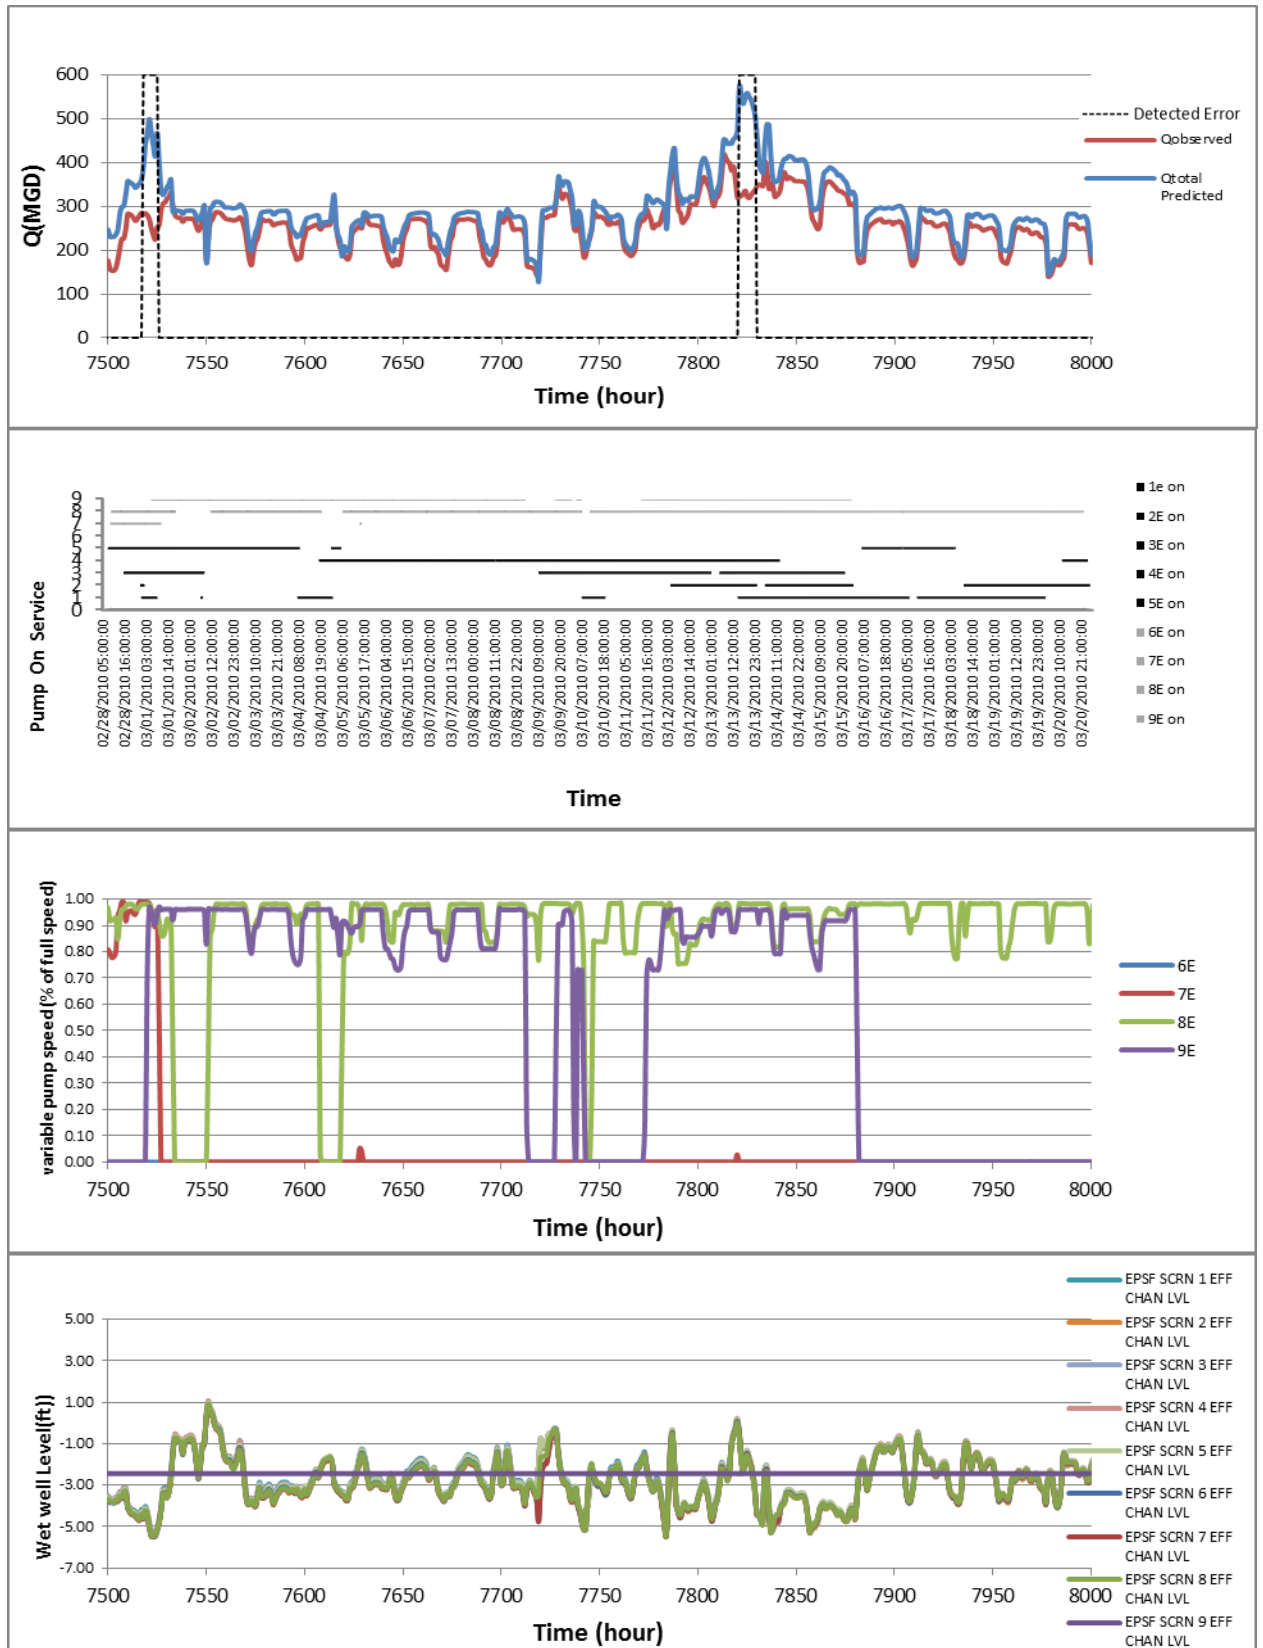 600
500
400
300
200
100
0
Q(MGD)
7500 7550 7600 7650 7700 7750 7800 7850 7900 7950 8000
Time (hour)
Detected Error
Qobserved
Qtotal
Predicted
9
8
7
6
5
4
3
2
1
0
Pump On Service
02/28/2010 05:00:00
02/28/2010 16:00:00
03/01/2010 03:00:00
03/01/2010 14:00:00
03/02/2010 01:00:00
03/02/2010 12:00:00
03/02/2010 23:00:00
03/03/2010 10:00:00
03/03/2010 21:00:00
03/04/2010 08:00:00
03/04/2010 19:00:00
03/05/2010 06:00:00
03/05/2010 17:00:00
03/06/2010 04:00:00
03/06/2010 15:00:00
03/07/2010 02:00:00
03/07/2010 13:00:00
03/08/2010 00:00:00
03/08/2010 11:00:00
03/08/2010 22:00:00
03/09/2010 09:00:00
03/09/2010 20:00:00
03/10/2010 07:00:00
03/10/2010 18:00:00
03/11/2010 05:00:00
03/11/2010 16:00:00
03/12/2010 03:00:00
03/12/2010 14:00:00
03/13/2010 01:00:00
03/13/2010 12:00:00
03/13/2010 23:00:00
03/14/2010 10:00:00
03/14/2010 22:00:00
03/15/2010 09:00:00
03/15/2010 20:00:00
03/16/2010 07:00:00
03/16/2010 18:00:00
03/17/2010 05:00:00
03/17/2010 16:00:00
03/18/2010 03:00:00
03/18/2010 14:00:00
03/19/2010 01:00:00
03/19/2010 12:00:00
03/19/2010 23:00:00
03/20/2010 10:00:00
03/20/2010 21:00:00
Time
1e on
2E on
3E on
4E on
5E on
6E on
7E on
8E on
9E on
1.00
0.90
0.80
0.70
0.60
0.50
0.40
0.30
0.20
0.10
0.00
variable pump speed(% of full speed)
7500 7550 7600 7650 7700 7750 7800 7850 7900 7950 8000
Time (hour)
6E
7E
8E
9E
5.00
3.00
1.00
-1.00
-3.00
-5.00
-7.00
Wet well Level(ft))
7500 7550 7600 7650 7700 7750 7800 7850 7900 7950 8000
Time (hour)
EPSF SCRN 1 EFF
CHAN LVL
EPSF SCRN 2 EFF
CHAN LVL
EPSF SCRN 3 EFF
CHAN LVL
EPSF SCRN 4 EFF
CHAN LVL
EPSF SCRN 5 EFF
CHAN LVL
EPSF SCRN 6 EFF
CHAN LVL
EPSF SCRN 7 EFF
CHAN LVL
EPSF SCRN 8 EFF
CHAN LVL
EPSF SCRN 9 EFF
CHAN LVL